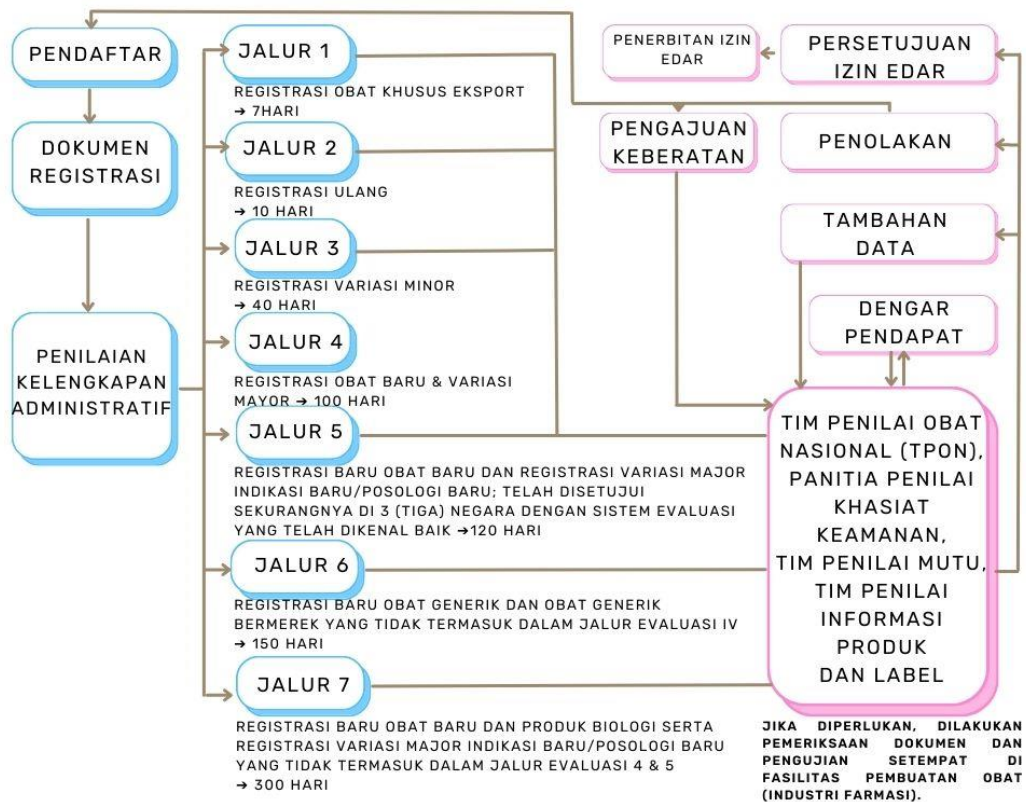 PENDAFTAR
DOKUMEN
REGISTRASI
PENILAIAN
KELENGKAPAN
ADMINISTRATIF
JALUR 1
REGISTRASI OBAT KHUSUS EKSPORT
→ 7HARI
JALUR 2
REGISTRASI ULANG
→ 10 HARI
JALUR 3
REGISTRASI VARIASI MINOR
→ 40 HARI
JALUR 4
REGISTRASI OBAT BARU & VARIASI
MAYOR → 100 HARI
JALUR 5
REGISTRASI BARU OBAT BARU DAN REGISTRASI VARIASI MAJOR
INDIKASI BARU/POSOLOGI BARU; TELAH DISETUJUI
SEKURANGNYA DI 3 (TIGA) NEGARA DENGAN SISTEM EVALUASI
YANG TELAH DIKENAL BAIK →120 HARI
JALUR 6
REGISTRASI BARU OBAT GENERIK DAN OBAT GENERIK
BERMEREK YANG TIDAK TERMASUK DALAM JALUR EVALUASI IV
→ 150 HARI
JALUR 7
REGISTRASI BARU OBAT BARU DAN PRODUK BIOLOGI SERTA
REGISTRASI VARIASI MAJOR INDIKASI BARU/POSOLOGI BARU
YANG TIDAK TERMASUK DALAM JALUR EVALUASI 4 & 5
→ 300 HARI
PENERBITAN IZIN
EDAR
PERSETUJUAN
IZIN EDAR
PENGAJUAN
KEBERATAN
PENOLAKAN
TAMBAHAN
DATA
DENGAR
PENDAPAT
TIM PENILAI OBAT
NASIONAL (TPON),
PANITIA PENILAI
KHASIAT
KEAMANAN,
TIM PENILAI MUTU,
TIM PENILAI
INFORMASI
PRODUK
DAN LABEL
JIKA DIPERLUKAN, DILAKUKAN
PEMERIKSAAN DOKUMEN DAN
PENGUJIAN SETEMPAT DI
FASILITAS PEMBUATAN OBAT
(INDUSTRI FARMASI).